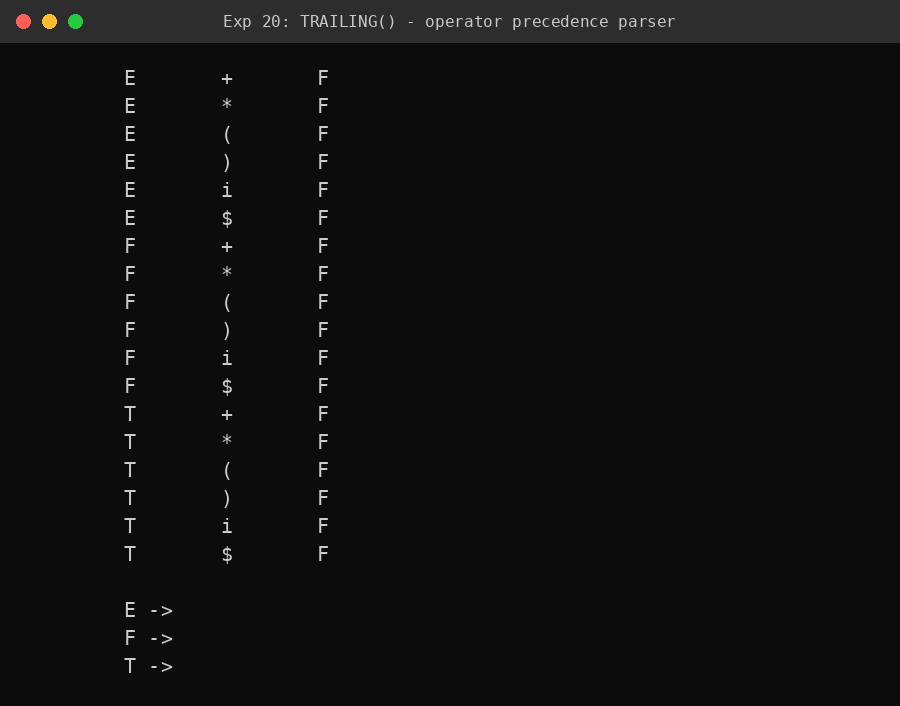 Exp 20: TRAILING() - operator precedence parser
E + F
E * F
E ( F
E ) F
E i F
E $ F
F + F
F * F
F ( F
F ) F
F i F
F $ F
T + F
T * F
T ( F
T ) F
T i F
T $ F
E ->
F ->
T ->